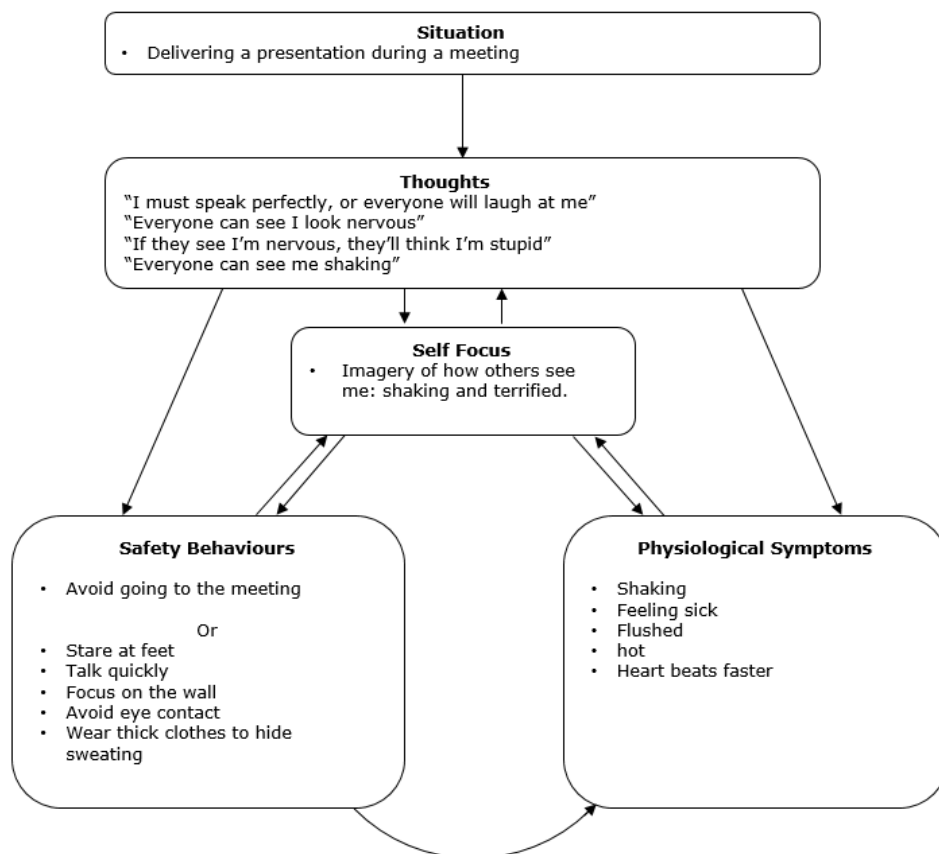 Situation
• Delivering a presentation during a meeting
Thoughts
“I must speak perfectly, or everyone will laugh at me”
“Everyone can see I look nervous”
“If they see I’m nervous, they’ll think I’m stupid”
“Everyone can see me shaking”
Self Focus
• Imagery of how others see
me: shaking and terrified.
Safety Behaviours
• Avoid going to the meeting
Or
• Stare at feet
• Talk quickly
• Focus on the wall
• Avoid eye contact
• Wear thick clothes to hide
sweating
Physiological Symptoms
• Shaking
• Feeling sick
• Flushed
• hot
• Heart beats faster